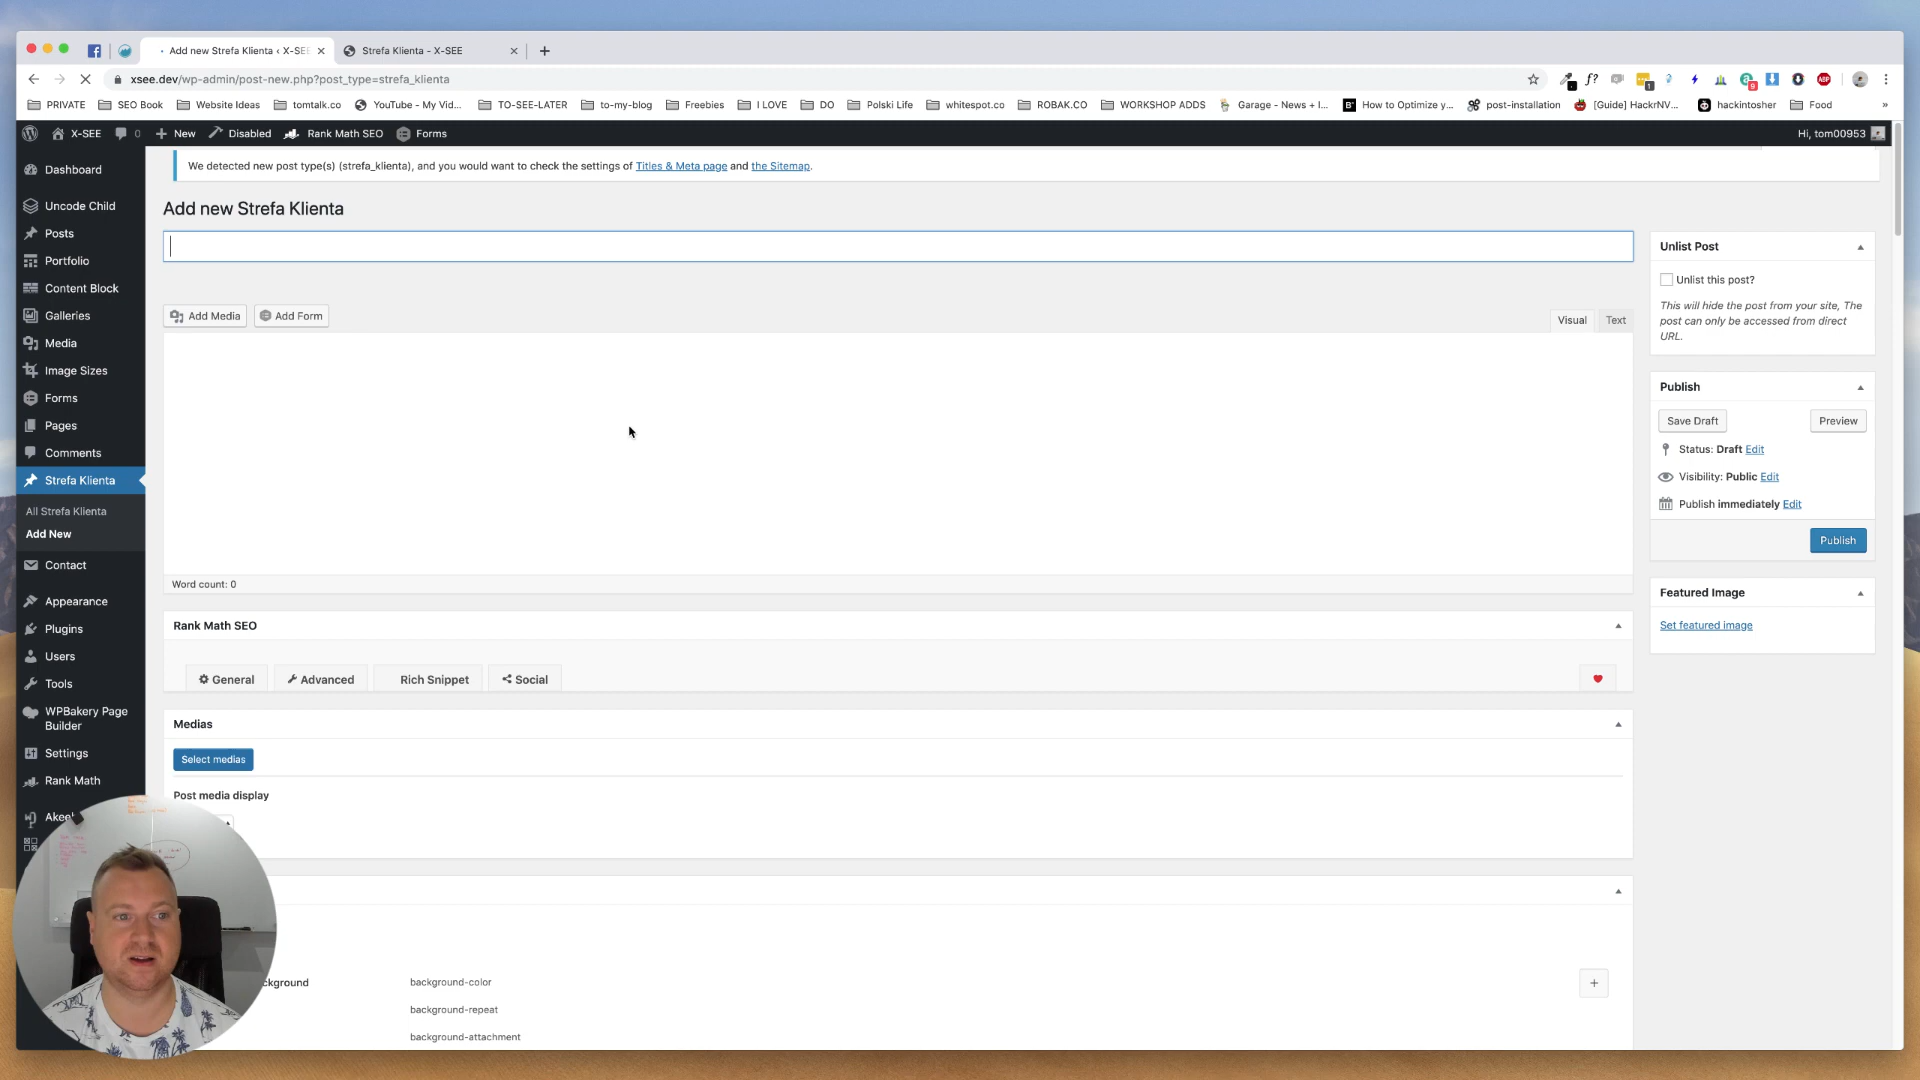 Add new Strefa Klienta ‹ X-SEE
Strefa Klienta - X-SEE
xsee.dev/wp-admin/post-new.php?post_type=strefa_klienta
f?
1
9
ABP
PRIVATE
SEO Book
Website Ideas
tomtalk.co
YouTube - My Vid...
TO-SEE-LATER
to-my-blog
Freebies
I LOVE
DO
Polski Life
whitespot.co
ROBAK.CO
WORKSHOP ADDS
Garage - News + I...
How to Optimize y...
post-installation
[Guide] HackrNV...
hackintosher
Food
»
X-SEE
0
New
Disabled
Rank Math SEO
Forms
Hi, tom00953
Dashboard
Uncode Child
Posts
Portfolio
Content Block
Galleries
Media
Image Sizes
Forms
Pages
Comments
Strefa Klienta
All Strefa Klienta
Add New
Contact
Appearance
Plugins
Users
Tools
WPBakery Page
Builder
Settings
Rank Math
We detected new post type(s) (strefa_klienta), and you would want to check the settings of Titles & Meta page and the Sitemap.
Add new Strefa Klienta
Add Media
Add Form
Visual
Text
Word count: 0
Rank Math SEO
General
Advanced
Rich Snippet
Social
Medias
Select medias
Post media display
background-color
background-repeat
background-attachment
Unlist Post
Unlist this post?
This will hide the post from your site, The
post can only be accessed from direct
URL.
Publish
Save Draft
Preview
Status: Draft Edit
Visibility: Public Edit
Publish immediately Edit
Publish
Featured Image
Set featured image